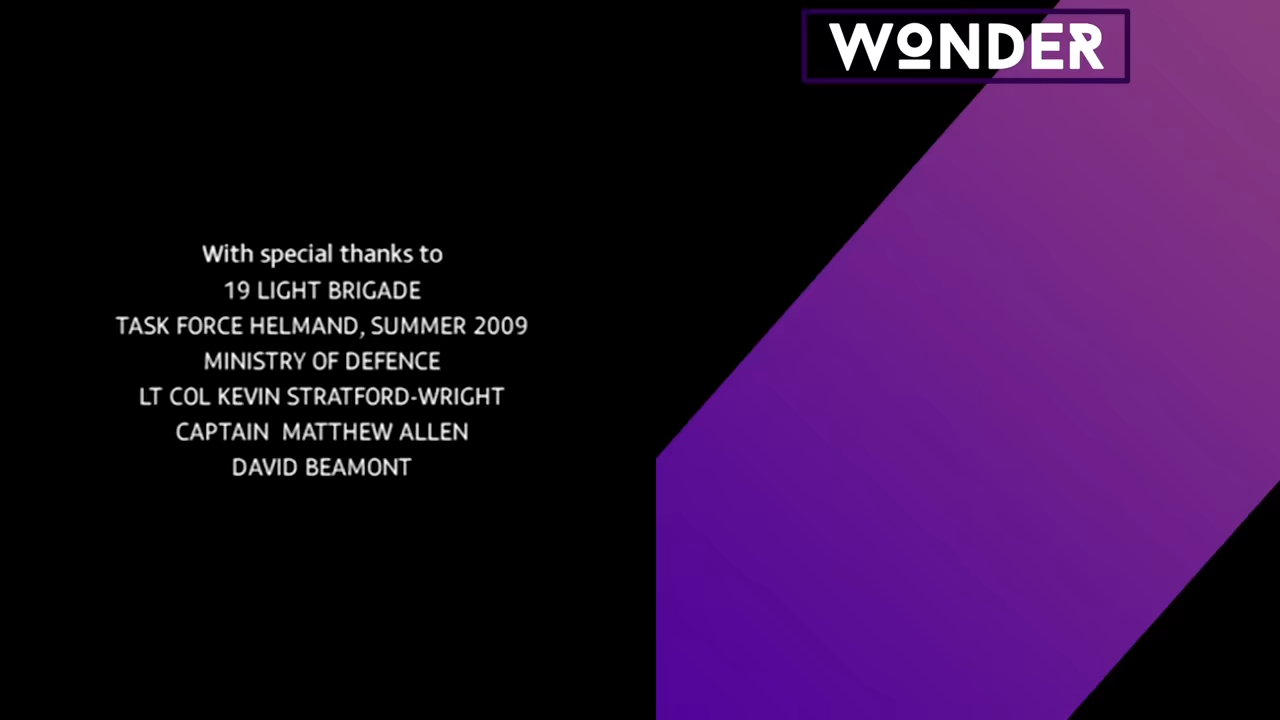 WONDER
With special thanks to
19 LIGHT BRIGADE
TASK FORCE HELMAND, SUMMER 2009
MINISTRY OF DEFENCE
LT COL KEVIN STRATFORD-WRIGHT
CAPTAIN  MATTHEW ALLEN
DAVID BEAMONT